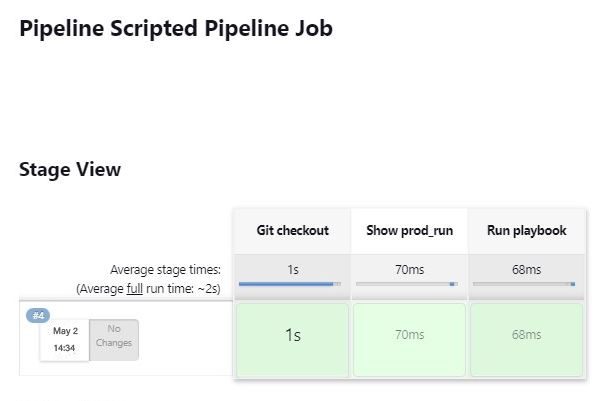 Pipeline Scripted Pipeline Job
Stage View
Git checkout Show prod_run Run playbook
Average stage times: 1s 70ms 68ms
(Average full run time: ~2s)
#4
May 2 No
14:34 Changes
1s 70ms 68ms